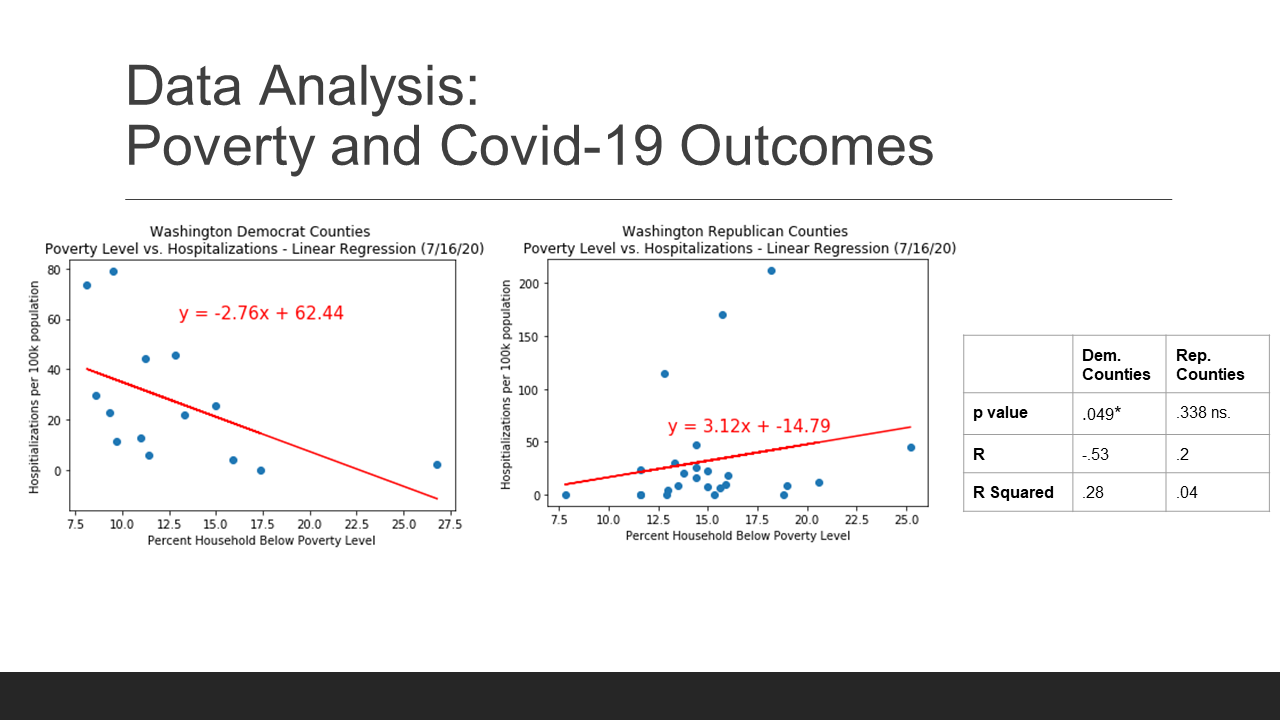 Data Analysis:
Poverty and Covid-19 Outcomes
Washington Democrat Counties
Poverty Level vs. Hospitalizations - Linear Regression (7/16/20)
Hospitializations per 100k population
80
60
40
20
0
y = -2.76x + 62.44
7.5 10.0 12.5 15.0 17.5 20.0 22.5 25.0 27.5
Percent Household Below Poverty Level
Washington Republican Counties
Poverty Level vs. Hospitalizations - Linear Regression (7/16/20)
Hospitializations per 100k population
200
150
100
50
0
y = 3.12x + -14.79
7.5 10.0 12.5 15.0 17.5 20.0 22.5 25.0
Percent Household Below Poverty Level
Dem. Counties Rep. Counties
p value .049* .338 ns.
R -.53 .2
R Squared .28 .04